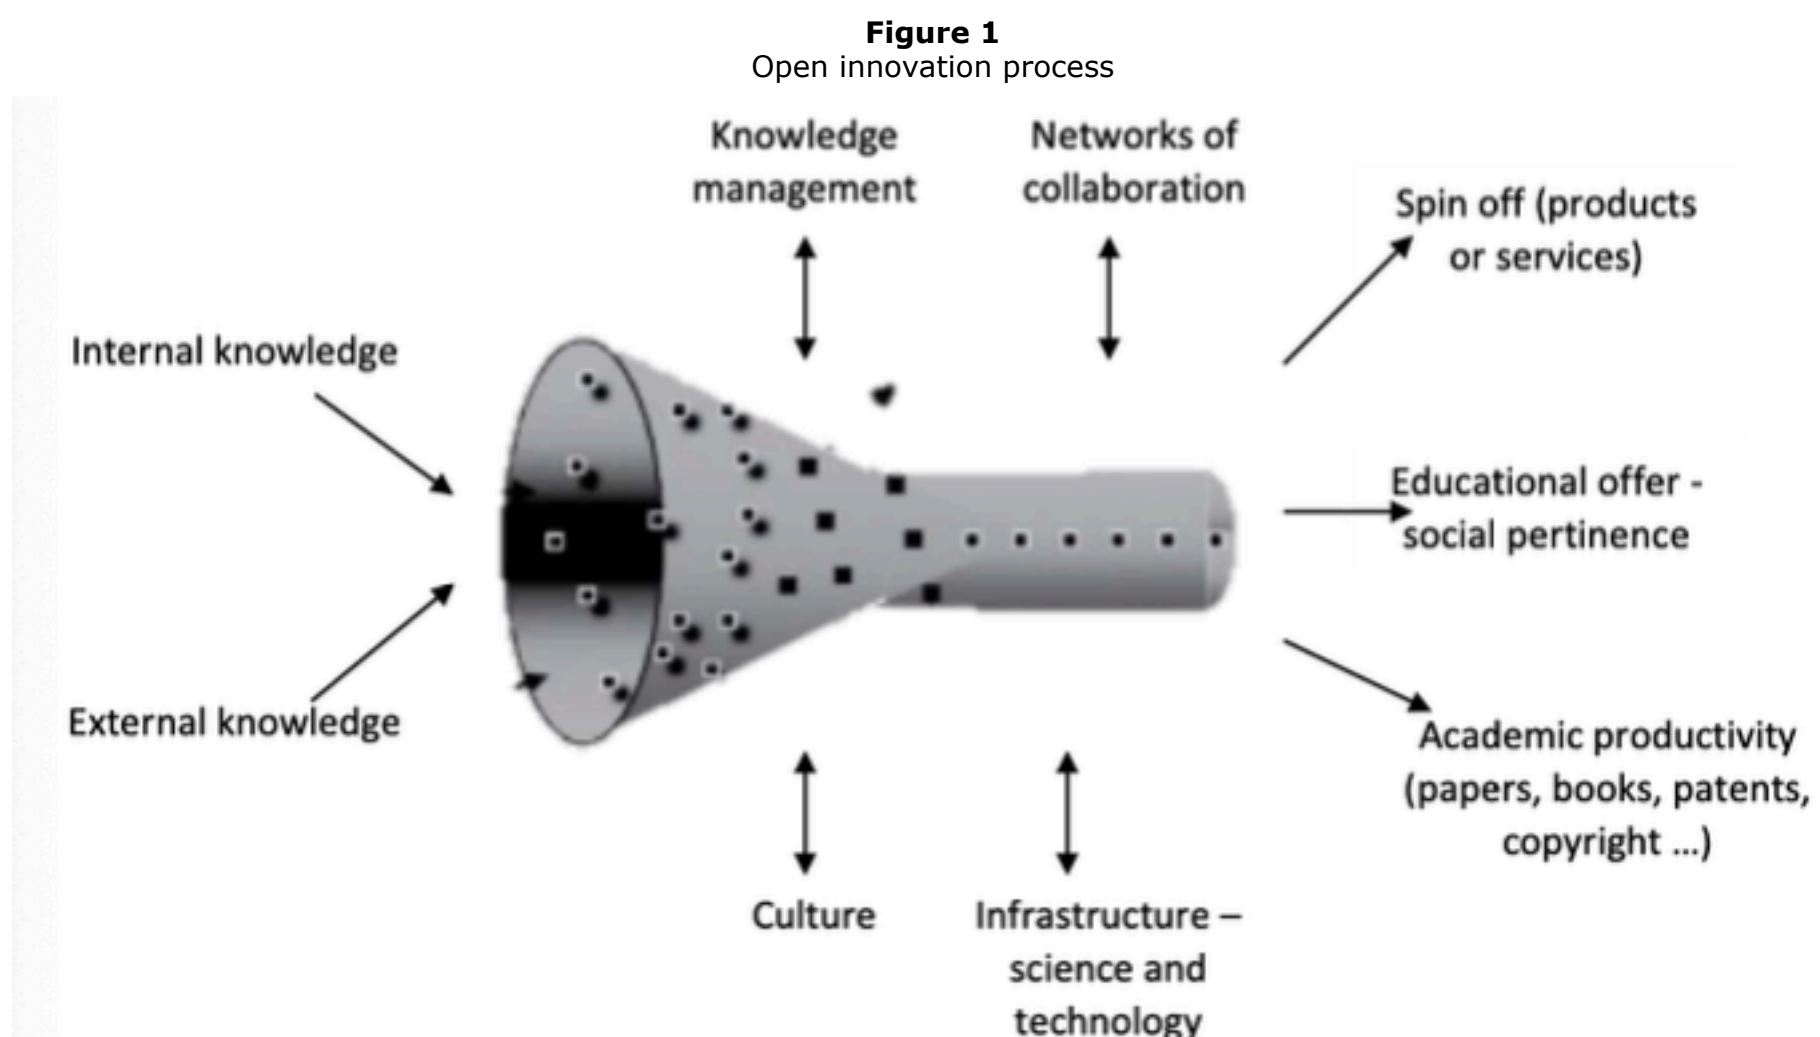 Figure 1
Open innovation process
Knowledge
management
Networks of
collaboration
Spin off (products
or services)
Internal knowledge
Educational offer -
social pertinence
External knowledge
Academic productivity
(papers, books, patents,
copyright ...)
Culture
Infrastructure –
science and
technology